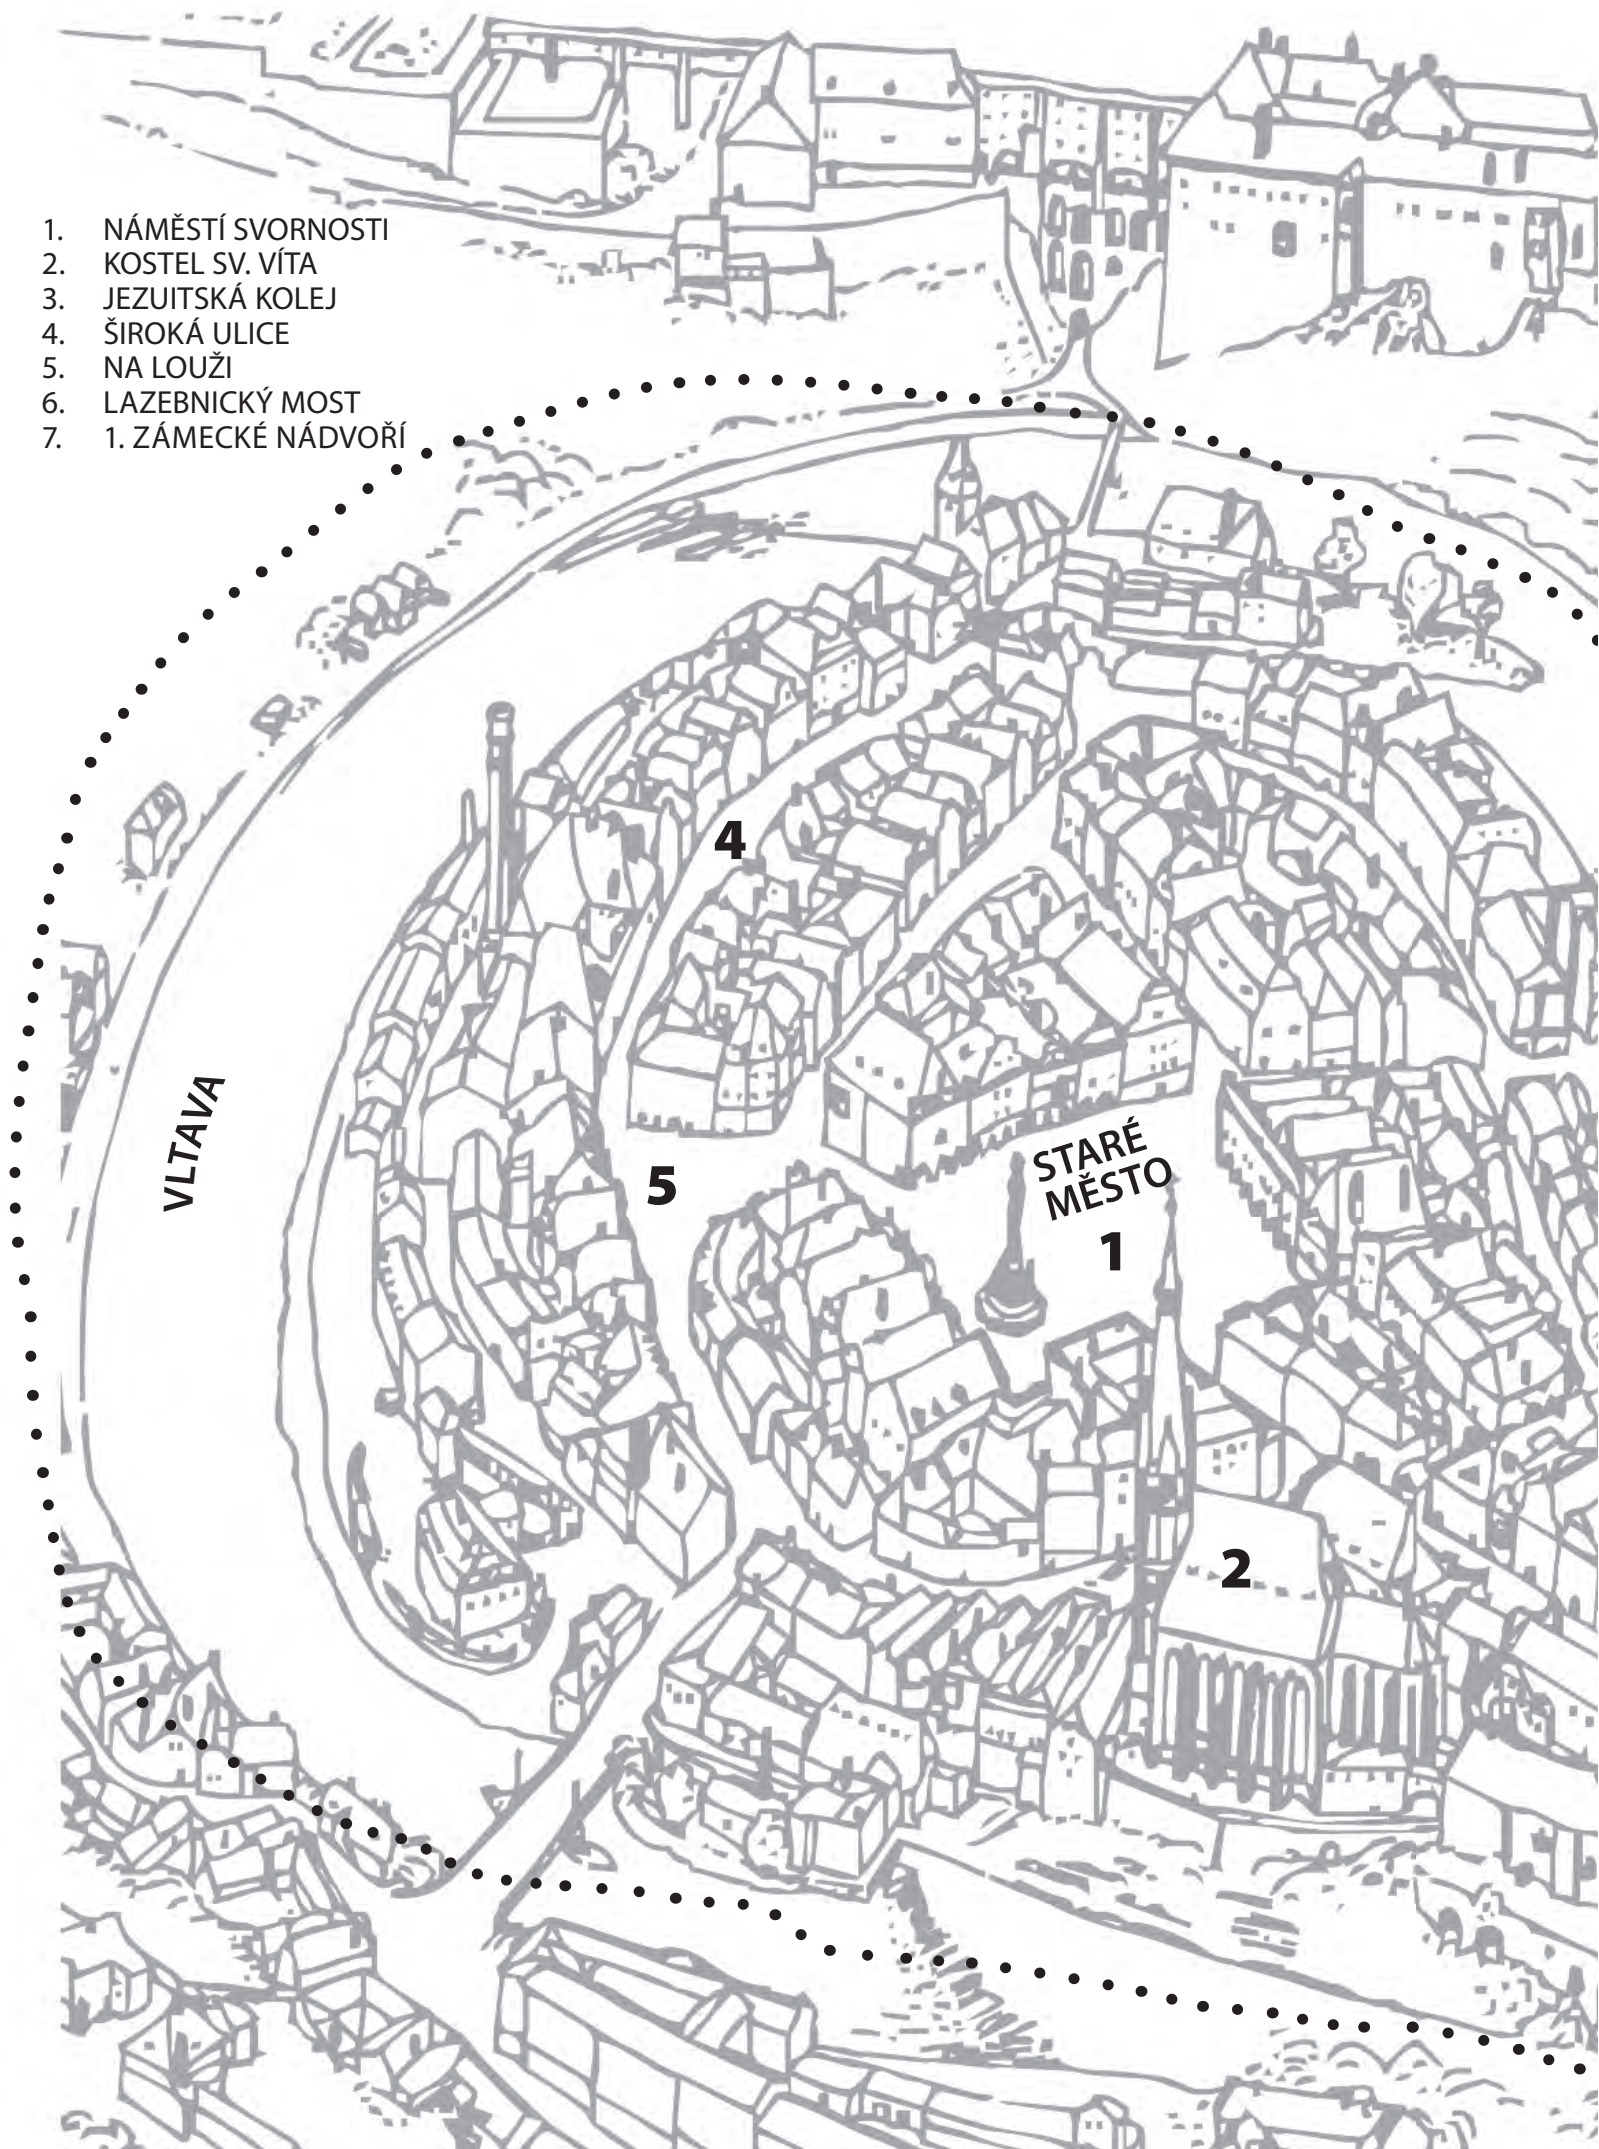 1. NÁMĚSTÍ SVORNOSTI
2. KOSTEL SV. VÍTA
3. JEZUITSKÁ KOLEJ
4. ŠIROKÁ ULICE
5. NA LOUŽI
6. LAZEBNICKÝ MOST
7. 1. ZÁMECKÉ NÁDVOŘÍ
4
VLTAVA
STARÉ
MĚSTO
5
1
2